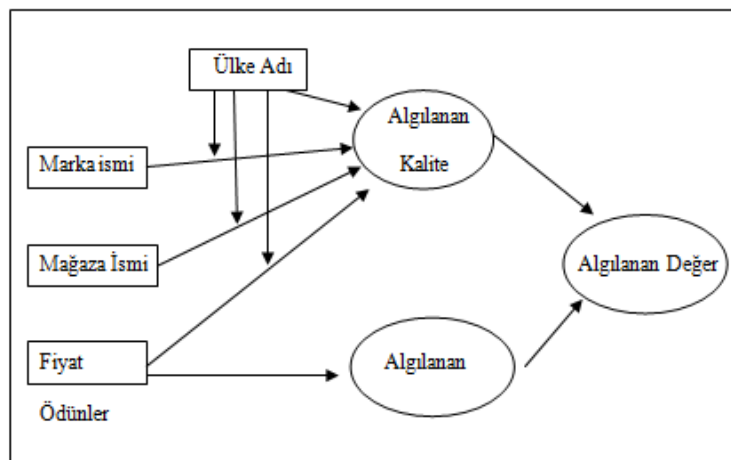 Ülke Adı
Algılanan
Kalite
Marka ismi
Mağaza İsmi
Algılanan Değer
Fiyat
Algılanan
Ödünler